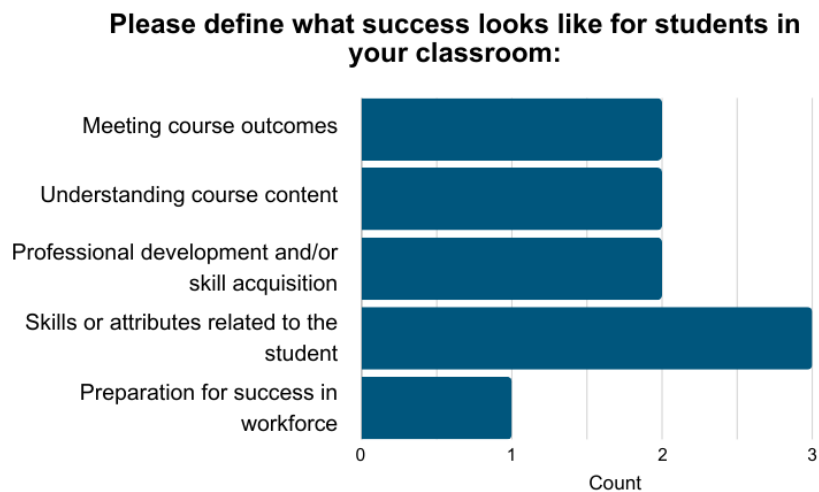 Please define what success looks like for students in
your classroom:
Meeting course outcomes
Understanding course content
Professional development and/or
skill acquisition
Skills or attributes related to the
student
Preparation for success in
workforce
0 1 2 3
Count